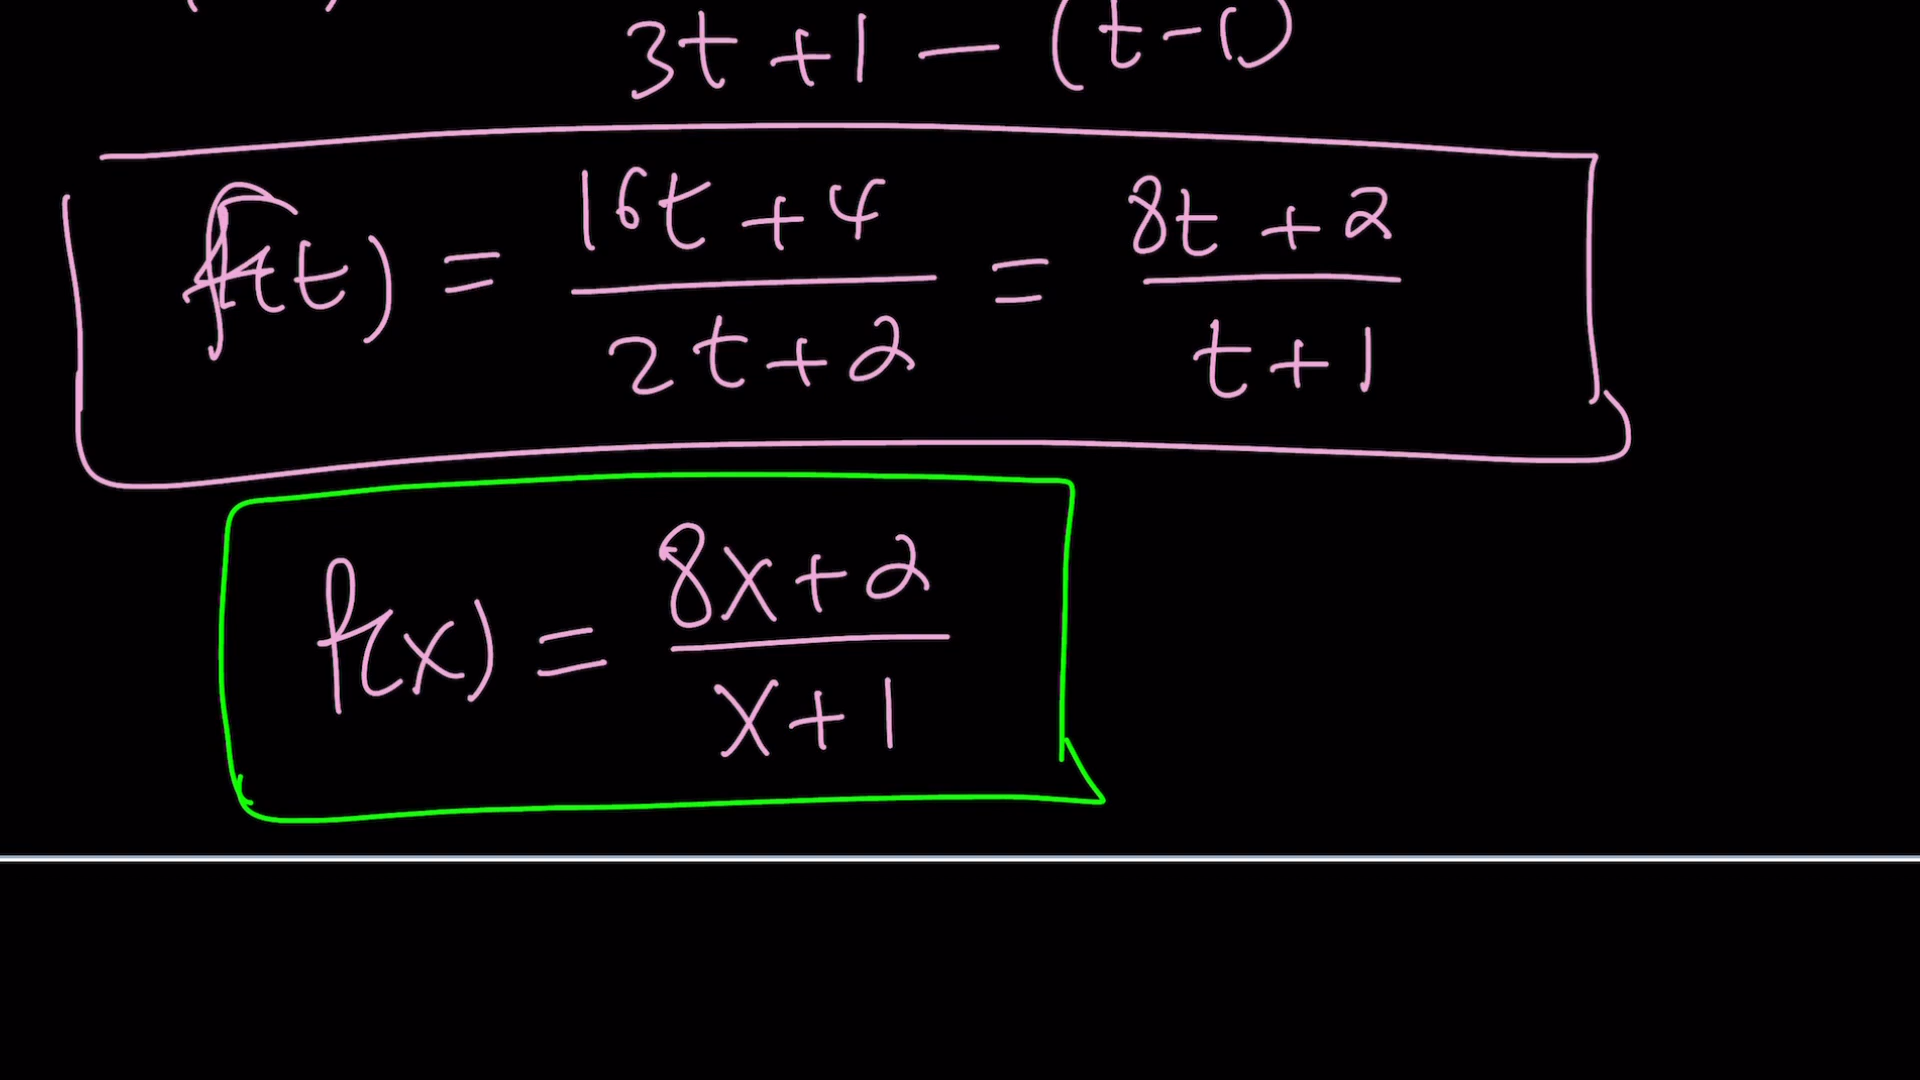 3t + 1 - (t-1)
f(t) = 16t + 4 / 2t + 2 = 8t + 2 / t + 1
f(x) = 8x + 2 / x + 1